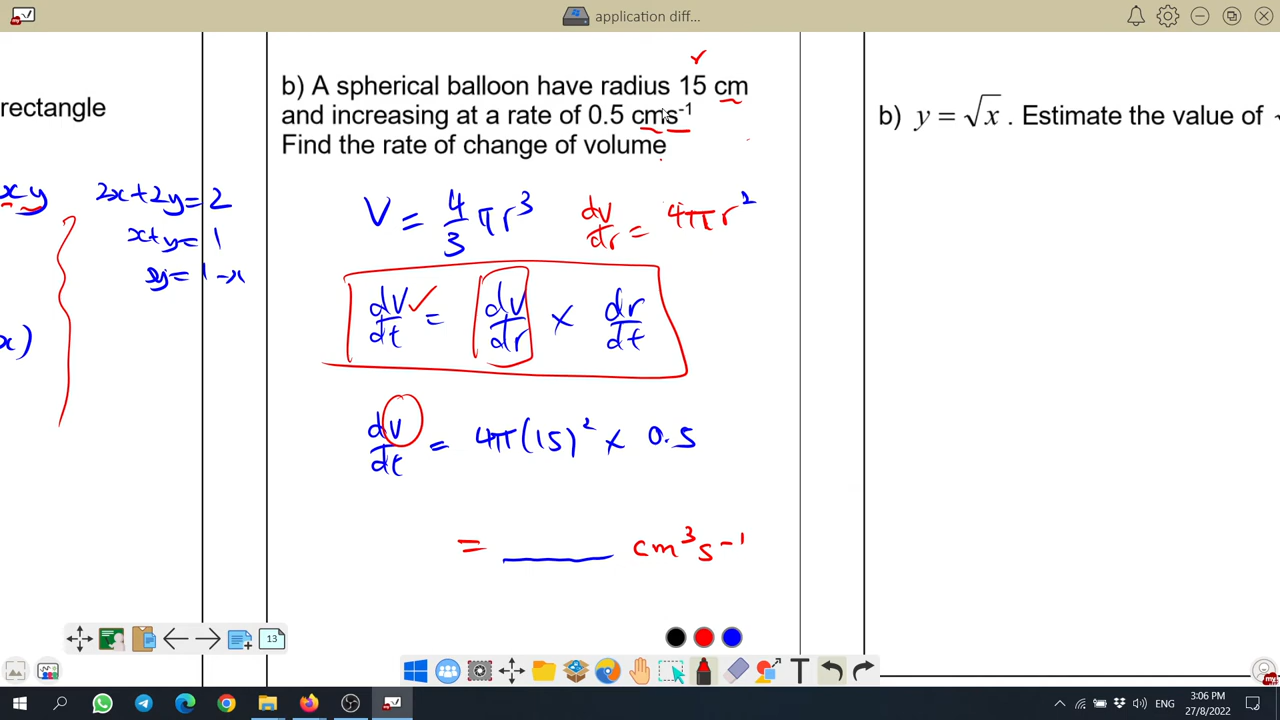 application diff...
rectangle
xy
2x+2y=2
x+y=1
y=1-x
x)
b) A spherical balloon have radius 15 cm
r
and increasing at a rate of 0.5 cms⁻¹
Find the rate of change of volume
V = 4/3 πr³
dv/dr = 4πr²
dV/dt = dv/dr × dr/dt
dv/dt = 4π(15)² × 0.5
= ______ cm³s⁻¹
b) y = √x . Estimate the value of
13
T
3:06 PM
27/8/2022